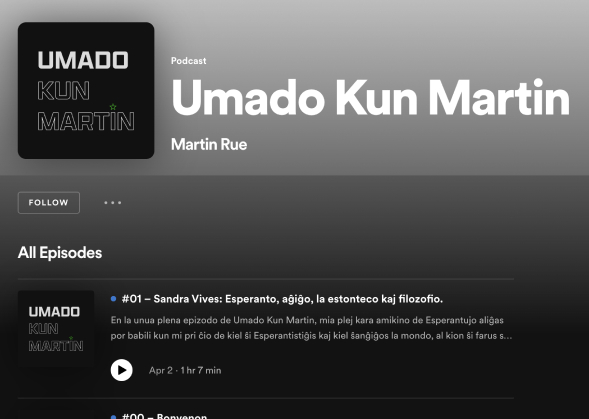 UMADO
KUN
MARTIN
Podcast
Umado Kun Martin
Martin Rue
FOLLOW
All Episodes
UMADO
KUN
MARTIN
#01 – Sandra Vives: Esperanto, aĝiĝo, la estonteco kaj filozofio.
En la unua plena epizodo de Umado Kun Martin, mia plej kara amikino de Esperantujo aliĝas
por babili kun mi pri ĉio de kiel ŝi Esperantistiĝis kaj kiel ŝanĝiĝos la mondo, al kion ŝi farus s...
Apr 2 · 1 hr 7 min
#00 – Bonvenon